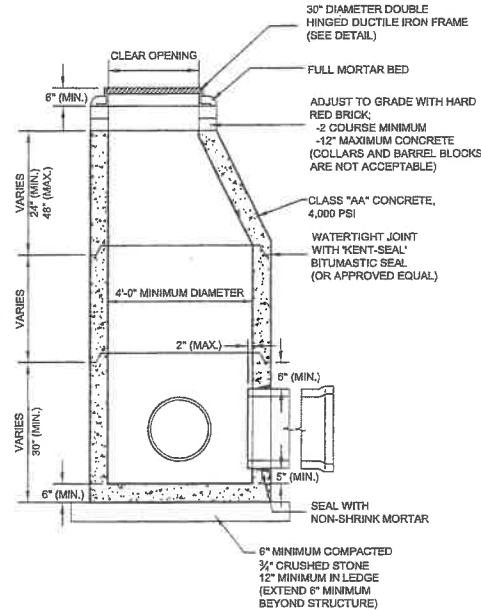 30" DIAMETER DOUBLE
HINGED DUCTILE IRON FRAME
(SEE DETAIL)
CLEAR OPENING
FULL MORTAR BED
6" (MIN.)
ADJUST TO GRADE WITH HARD
RED BRICK;
-2 COURSE MINIMUM
-12" MAXIMUM CONCRETE
(COLLARS AND BARREL BLOCKS
ARE NOT ACCEPTABLE)
VARIES
24" (MIN.)
48" (MAX.)
CLASS "AA" CONCRETE,
4,000 PSI
WATERTIGHT JOINT
WITH 'KENT-SEAL'
BITUMASTIC SEAL
(OR APPROVED EQUAL)
VARIES
4'-0" MINIMUM DIAMETER
2" (MAX.)
6" (MIN.)
VARIES
30" (MIN.)
6" (MIN.)
5" (MIN.)
SEAL WITH
NON-SHRINK MORTAR
6" MINIMUM COMPACTED
¾" CRUSHED STONE
12" MINIMUM IN LEDGE
(EXTEND 6" MINIMUM
BEYOND STRUCTURE)